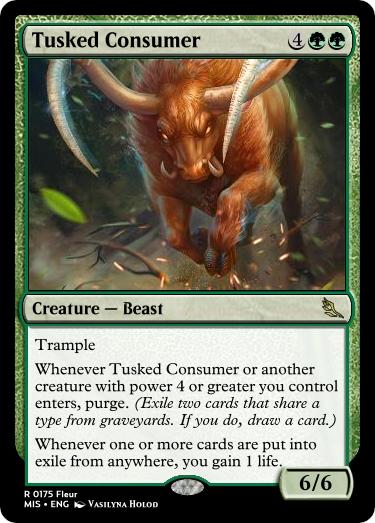 Tusked Consumer 4
Creature — Beast
Trample
Whenever Tusked Consumer or another
creature with power 4 or greater you control
enters, purge. (Exile two cards that share a
type from graveyards. If you do, draw a card.)
Whenever one or more cards are put into
exile from anywhere, you gain 1 life.
6/6
R 0175 Fleur
MIS • ENG Vasilyna Holod